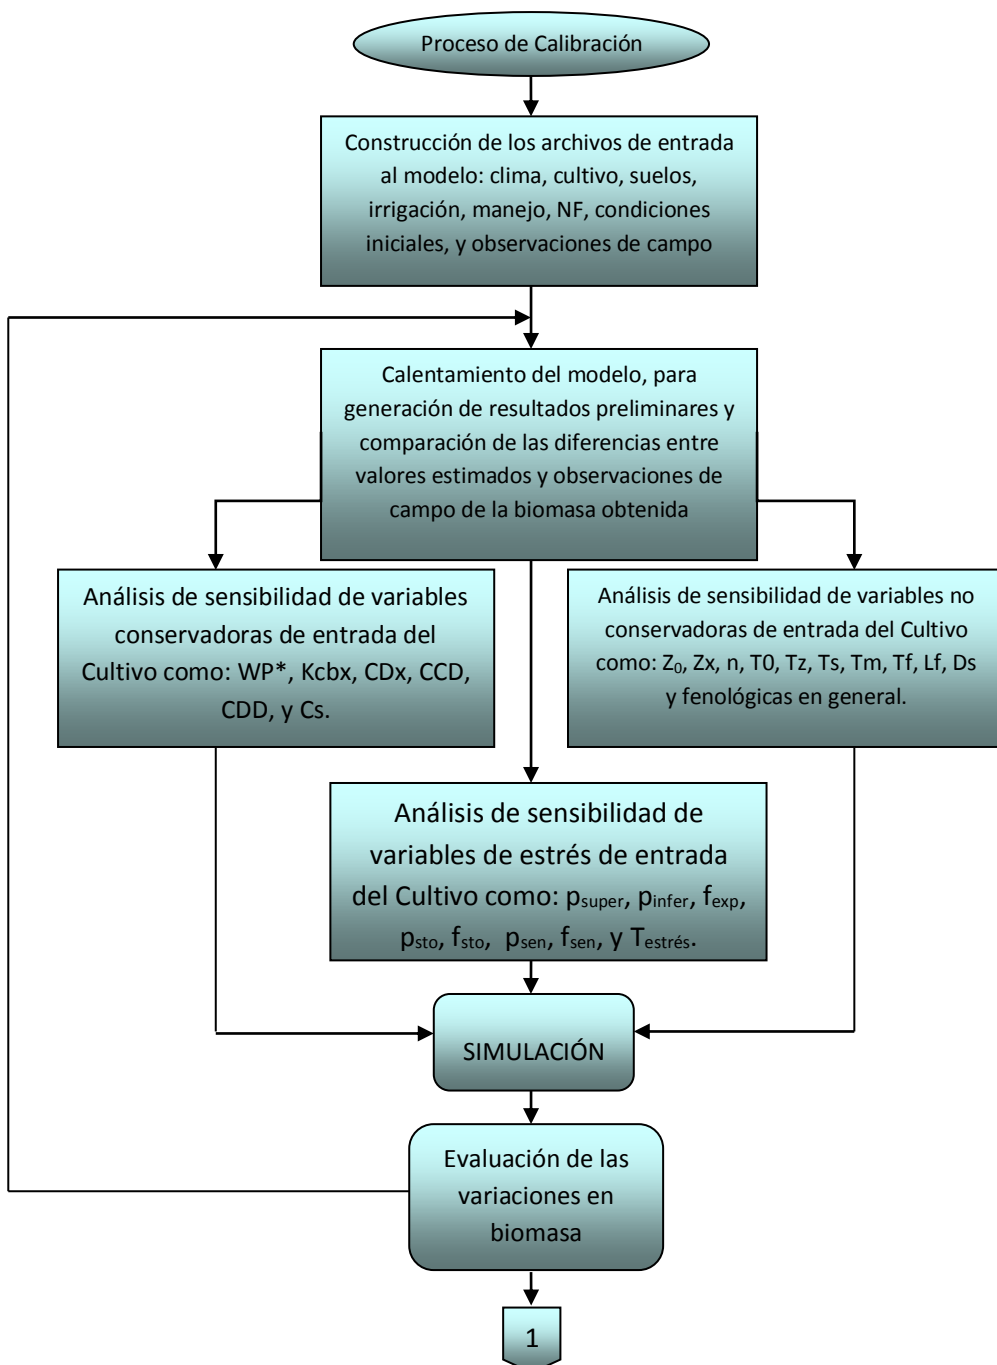 Proceso de Calibración
Construcción de los archivos de entrada
al modelo: clima, cultivo, suelos,
irrigación, manejo, NF, condiciones
iniciales, y observaciones de campo
Calentamiento del modelo, para
generación de resultados preliminares y
comparación de las diferencias entre
valores estimados y observaciones de
campo de la biomasa obtenida
Análisis de sensibilidad de variables
conservadoras de entrada del
Cultivo como: WP*, Kcbx, CDx, CCD,
CDD, y Cs.
Análisis de sensibilidad de variables no
conservadoras de entrada del Cultivo
como: Z₀, Zx, n, T0, Tz, Ts, Tm, Tf, Lf, Ds
y fenológicas en general.
Análisis de sensibilidad de
variables de estrés de entrada
del Cultivo como: psuper, pinfer, fexp,
psto, fsto, psen, fsen, y Testrés.
SIMULACIÓN
Evaluación de las
variaciones en
biomasa
1